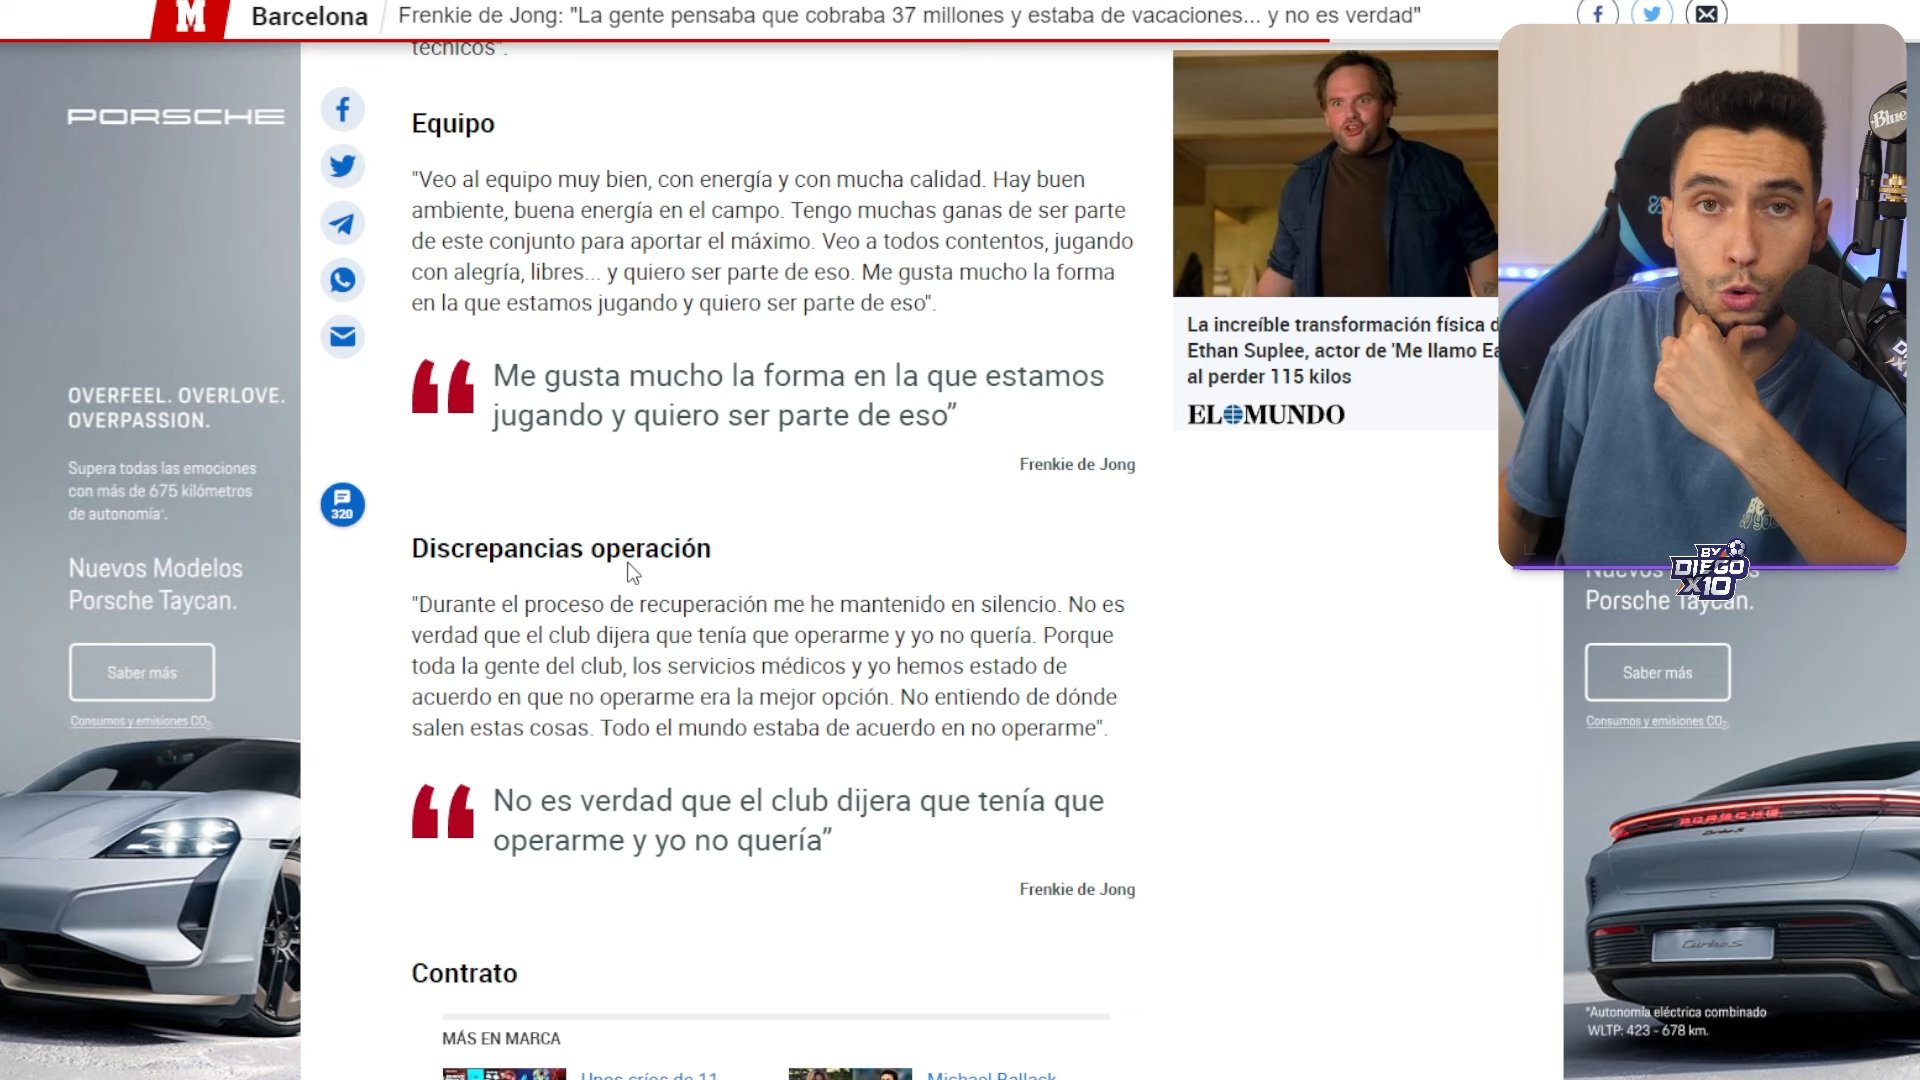 M
Barcelona
Frenkie de Jong: "La gente pensaba que cobraba 37 millones y estaba de vacaciones... y no es verdad"
técnicos".
PORSCHE
OVERFEEL. OVERLOVE.
OVERPASSION.
Supera todas las emociones
con más de 675 kilómetros
de autonomía*.
Nuevos Modelos
Porsche Taycan.
Saber más
Consumos y emisiones CO₂.
320
Equipo
"Veo al equipo muy bien, con energía y con mucha calidad. Hay buen
ambiente, buena energía en el campo. Tengo muchas ganas de ser parte
de este conjunto para aportar el máximo. Veo a todos contentos, jugando
con alegría, libres... y quiero ser parte de eso. Me gusta mucho la forma
en la que estamos jugando y quiero ser parte de eso".
Me gusta mucho la forma en la que estamos
jugando y quiero ser parte de eso”
Frenkie de Jong
Discrepancias operación
"Durante el proceso de recuperación me he mantenido en silencio. No es
verdad que el club dijera que tenía que operarme y yo no quería. Porque
toda la gente del club, los servicios médicos y yo hemos estado de
acuerdo en que no operarme era la mejor opción. No entiendo de dónde
salen estas cosas. Todo el mundo estaba de acuerdo en no operarme".
No es verdad que el club dijera que tenía que
operarme y yo no quería”
Frenkie de Jong
Contrato
MÁS EN MARCA
Unos críos de 11
Michael Ballack
La increíble transformación física d
Ethan Suplee, actor de 'Me llamo Ea
al perder 115 kilos
EL MUNDO
Blue
BY
DIEGO
X10
Nuevos
Porsche Taycan.
Saber más
Consumos y emisiones CO₂.
PORSCHE
Turbo S
Turbo S
*Autonomía eléctrica combinado
WLTP: 423 - 678 km.